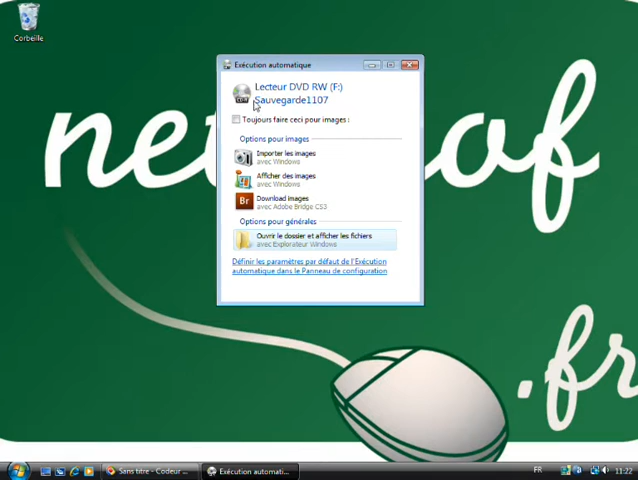 Corbeille
Exécution automatique
Lecteur DVD RW (F:)
Sauvegarde1107
Toujours faire ceci pour images :
Options pour images
Importer les images
avec Windows
Afficher des images
avec Windows
Br
Download images
avec Adobe Bridge CS3
Options pour générales
Ouvrir le dossier et afficher les fichiers
avec Explorateur Windows
Définir les paramètres par défaut de l'Exécution
automatique dans le Panneau de configuration
.fr
Sans titre - Codeur ...
Exécution automati...
FR
11:22